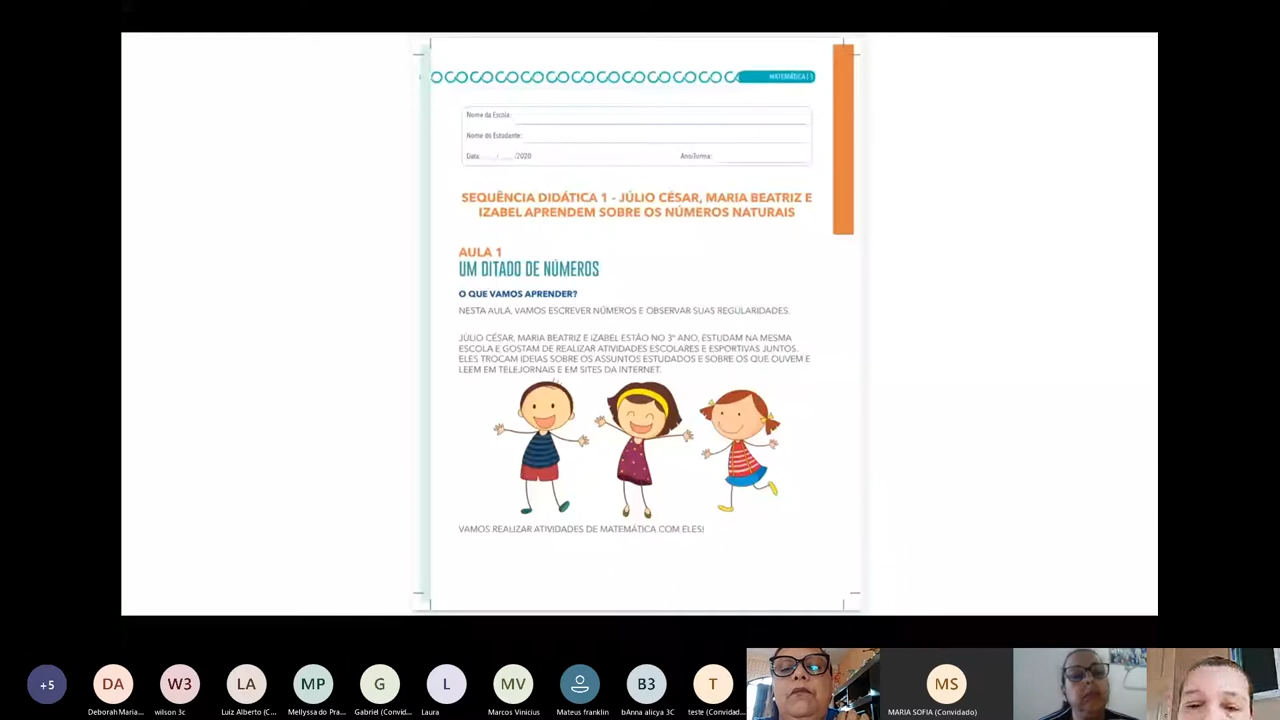 MATEMÁTICA | 1
Nome da Escola:
Nome do Estudante:
Data: ____/ ____ /2020 Ano/Turma:
SEQUÊNCIA DIDÁTICA 1 - JÚLIO CÉSAR, MARIA BEATRIZ E
IZABEL APRENDEM SOBRE OS NÚMEROS NATURAIS
AULA 1
UM DITADO DE NÚMEROS
O QUE VAMOS APRENDER?
NESTA AULA, VAMOS ESCREVER NÚMEROS E OBSERVAR SUAS REGULARIDADES.
JÚLIO CÉSAR, MARIA BEATRIZ E IZABEL ESTÃO NO 3º ANO, ESTUDAM NA MESMA
ESCOLA E GOSTAM DE REALIZAR ATIVIDADES ESCOLARES E ESPORTIVAS JUNTOS.
ELES TROCAM IDEIAS SOBRE OS ASSUNTOS ESTUDADOS E SOBRE OS QUE OUVEM E
LEEM EM TELEJORNAIS E EM SITES DA INTERNET.
VAMOS REALIZAR ATIVIDADES DE MATEMÁTICA COM ELES!
+5 DA W3 LA MP G L MV B3 T MS
Deborah Maria... wilson 3c Luiz Alberto (C... Mellyssa do Pra... Gabriel (Convid... Laura Marcos Vinicius Mateus franklin bAnna alicya 3C teste (Convidad... MARIA SOFIA (Convidado)